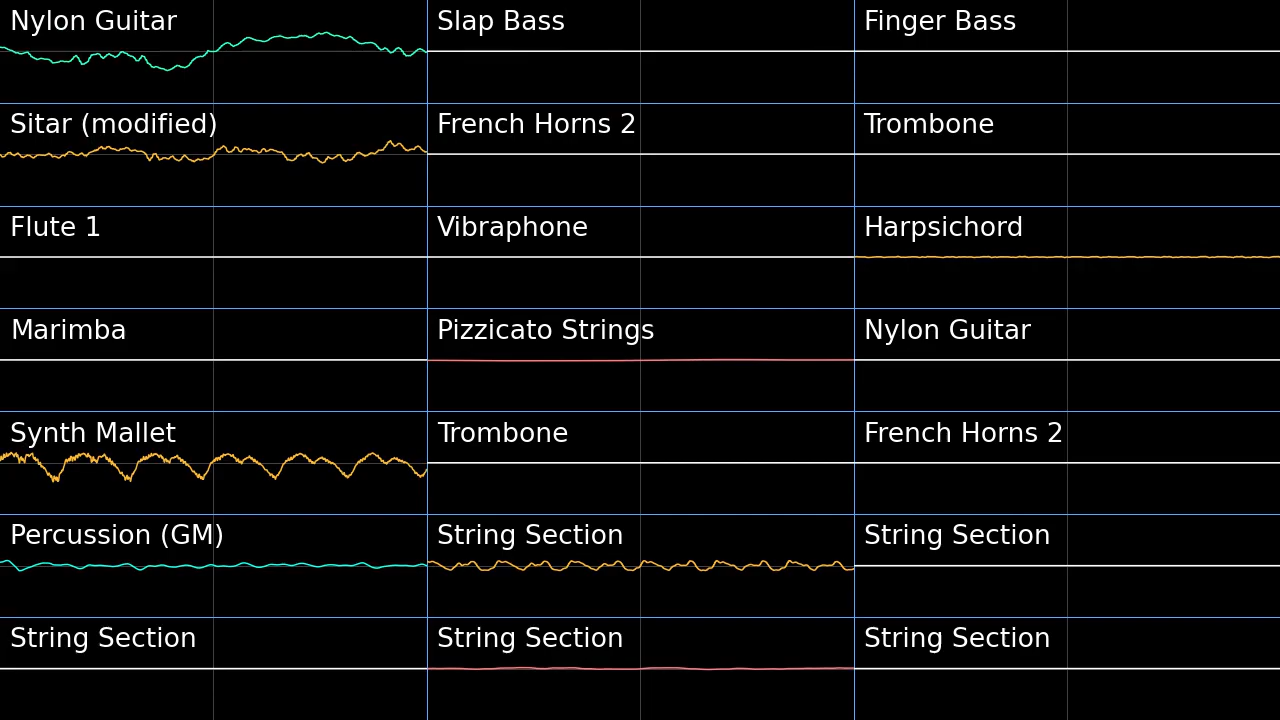 Nylon Guitar
Slap Bass
Finger Bass
Sitar (modified)
French Horns 2
Trombone
Flute 1
Vibraphone
Harpsichord
Marimba
Pizzicato Strings
Nylon Guitar
Synth Mallet
Trombone
French Horns 2
Percussion (GM)
String Section
String Section
String Section
String Section
String Section